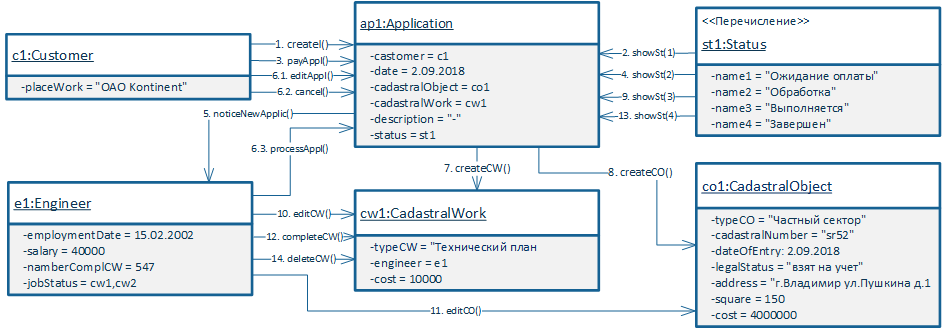 c1:Customer
-placeWork = "ОАО Kontinent"
1. createl()
3. payAppl()
6.1. editAppl()
6.2. cancel()
ap1:Application
-castomer = c1
-date = 2.09.2018
-cadastralObject = co1
-cadastralWork = cw1
-description = "-"
-status = st1
2. showSt(1)
4. showSt(2)
9. showSt(3)
13. showSt(4)
<<Перечисление>>
st1:Status
-name1 = "Ожидание оплаты"
-name2 = "Обработка"
-name3 = "Выполняется"
-name4 = "Завершен"
5. noticeNewApplic()
6.3. processAppl()
7. createCW()
8. createCO()
e1:Engineer
-employmentDate = 15.02.2002
-salary = 40000
-namberComplCW = 547
-jobStatus = cw1,cw2
10. editCW()
12. completeCW()
14. deleteCW()
11. editCO()
cw1:CadastralWork
-typeCW = "Технический план
-engineer = e1
-cost = 10000
co1:CadastralObject
-typeCO = "Частный сектор"
-cadastralNumber = "sr52"
-dateOfEntry: 2.09.2018
-legalStatus = "взят на учет"
-address = "г.Владимир ул.Пушкина д.1
-square = 150
-cost = 4000000